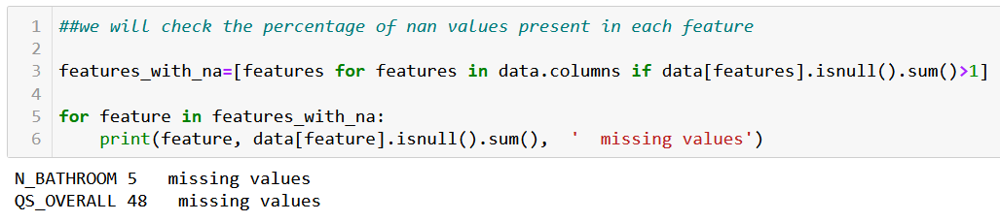 1 ##we will check the percentage of nan values present in each feature
2
3 features_with_na=[features for features in data.columns if data[features].isnull().sum()>1]
4
5 for feature in features_with_na:
6     print(feature, data[feature].isnull().sum(),  '  missing values')
N_BATHROOM 5   missing values
QS_OVERALL 48   missing values